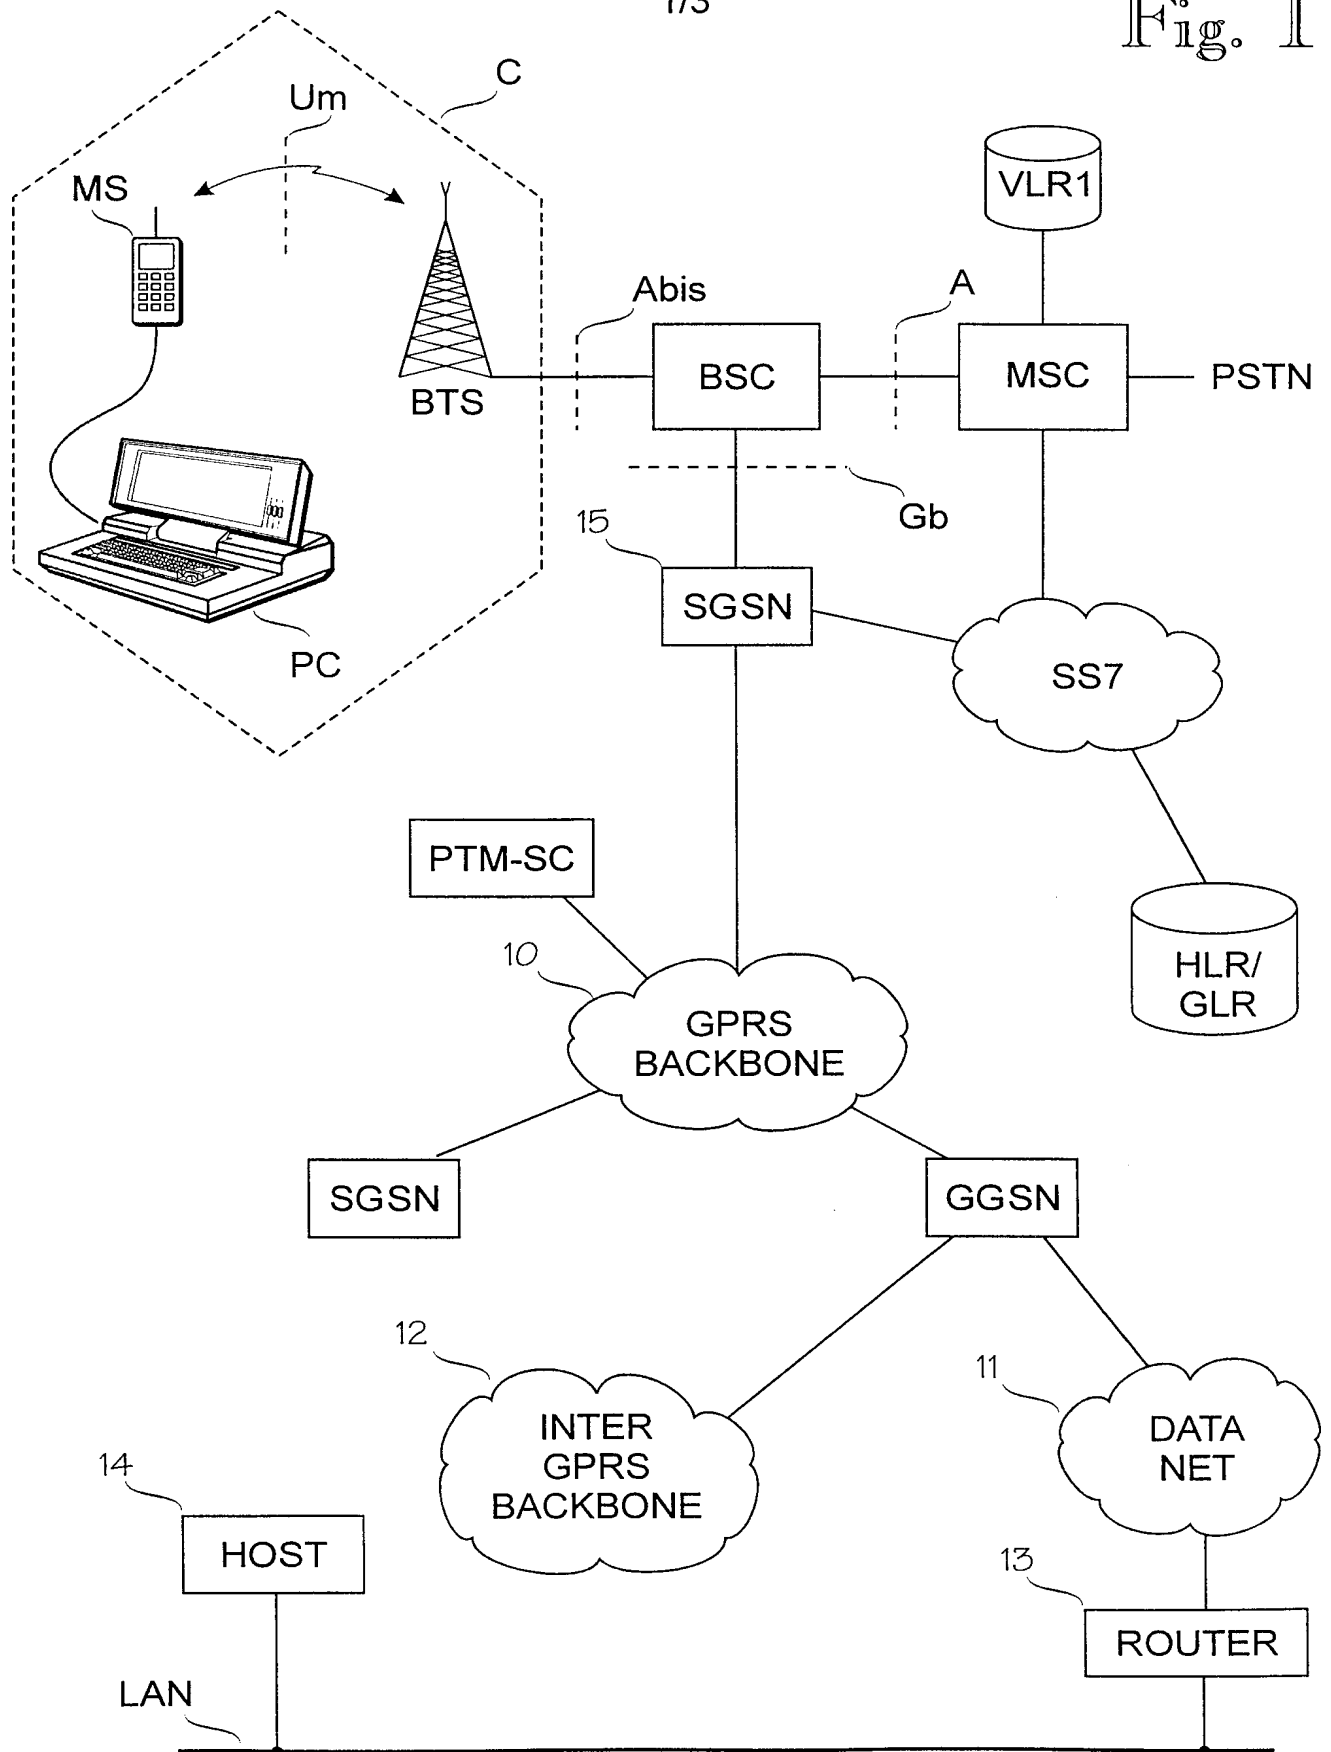 1/3
Fig. 1
C
Um
MS
VLR1
Abis
A
BSC
MSC
PSTN
BTS
Gb
15
SGSN
SS7
PC
PTM-SC
10
HLR/
GLR
GPRS
BACKBONE
SGSN
GGSN
12
11
INTER
GPRS
BACKBONE
DATA
NET
14
HOST
13
ROUTER
LAN